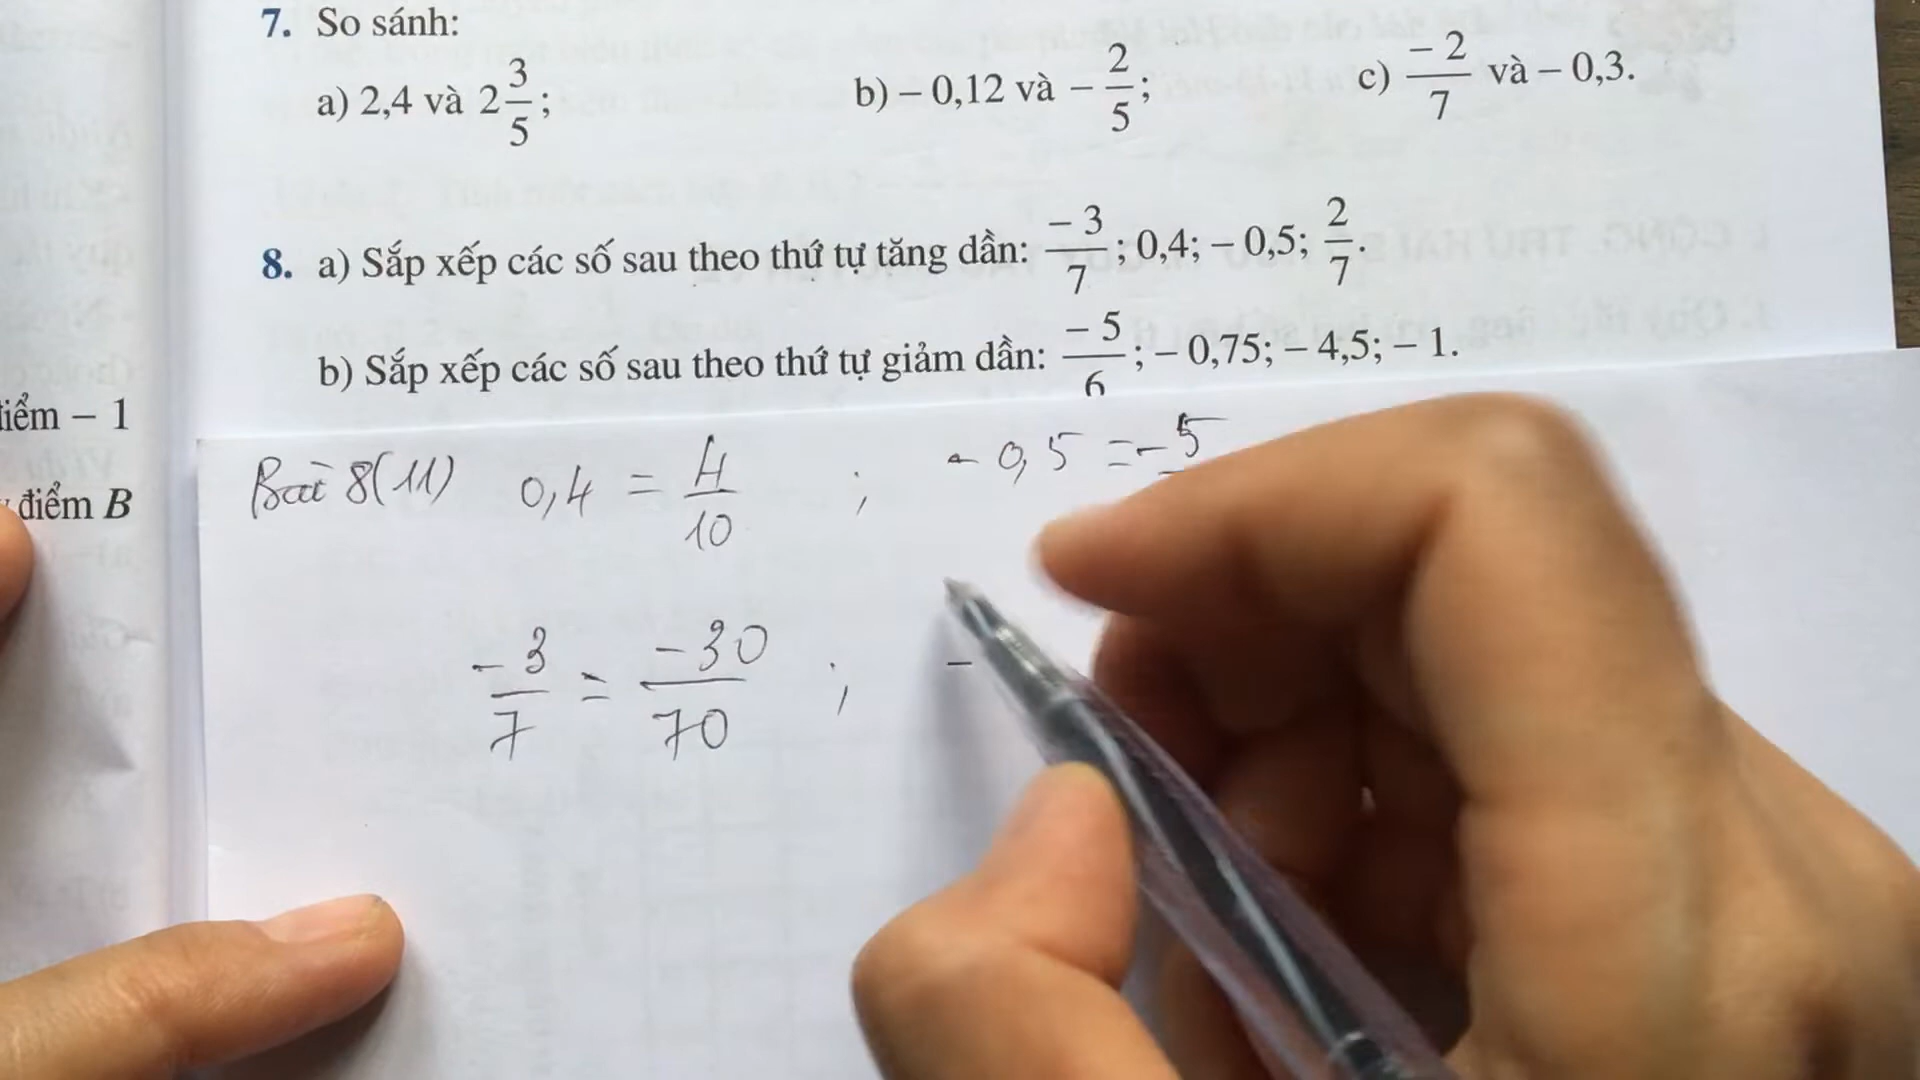 7. So sánh:
a) 2,4 và 2 3/5; b) – 0,12 và – 2/5; c) – 2/7 và – 0,3.
8. a) Sắp xếp các số sau theo thứ tự tăng dần: – 3/7; 0,4; – 0,5; 2/7.
b) Sắp xếp các số sau theo thứ tự giảm dần: – 5/6; – 0,75; – 4,5; – 1.
điểm – 1
điểm B
Bài 8(11) 0,4 = 4/10 ; - 0,5 = -5
-3/7 = -30/70 ; -